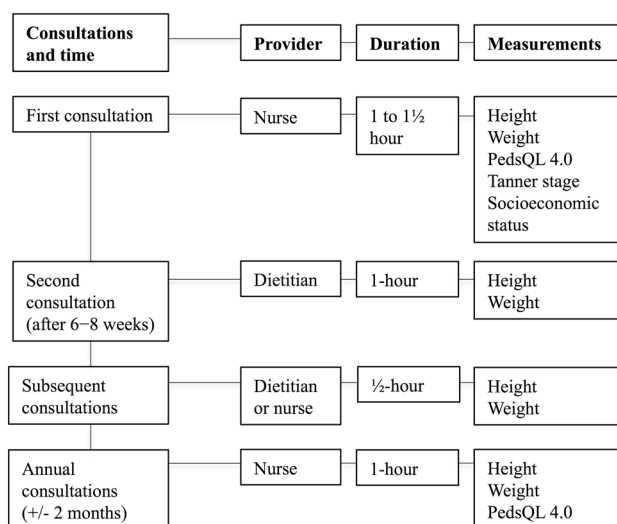 Consultations
and time
Provider
Duration
Measurements
First consultation
Nurse
1 to 1½
hour
Height
Weight
PedsQL 4.0
Tanner stage
Socioeconomic
status
Second
consultation
(after 6−8 weeks)
Dietitian
1-hour
Height
Weight
Subsequent
consultations
Dietitian
or nurse
½-hour
Height
Weight
Annual
consultations
(+/- 2 months)
Nurse
1-hour
Height
Weight
PedsQL 4.0